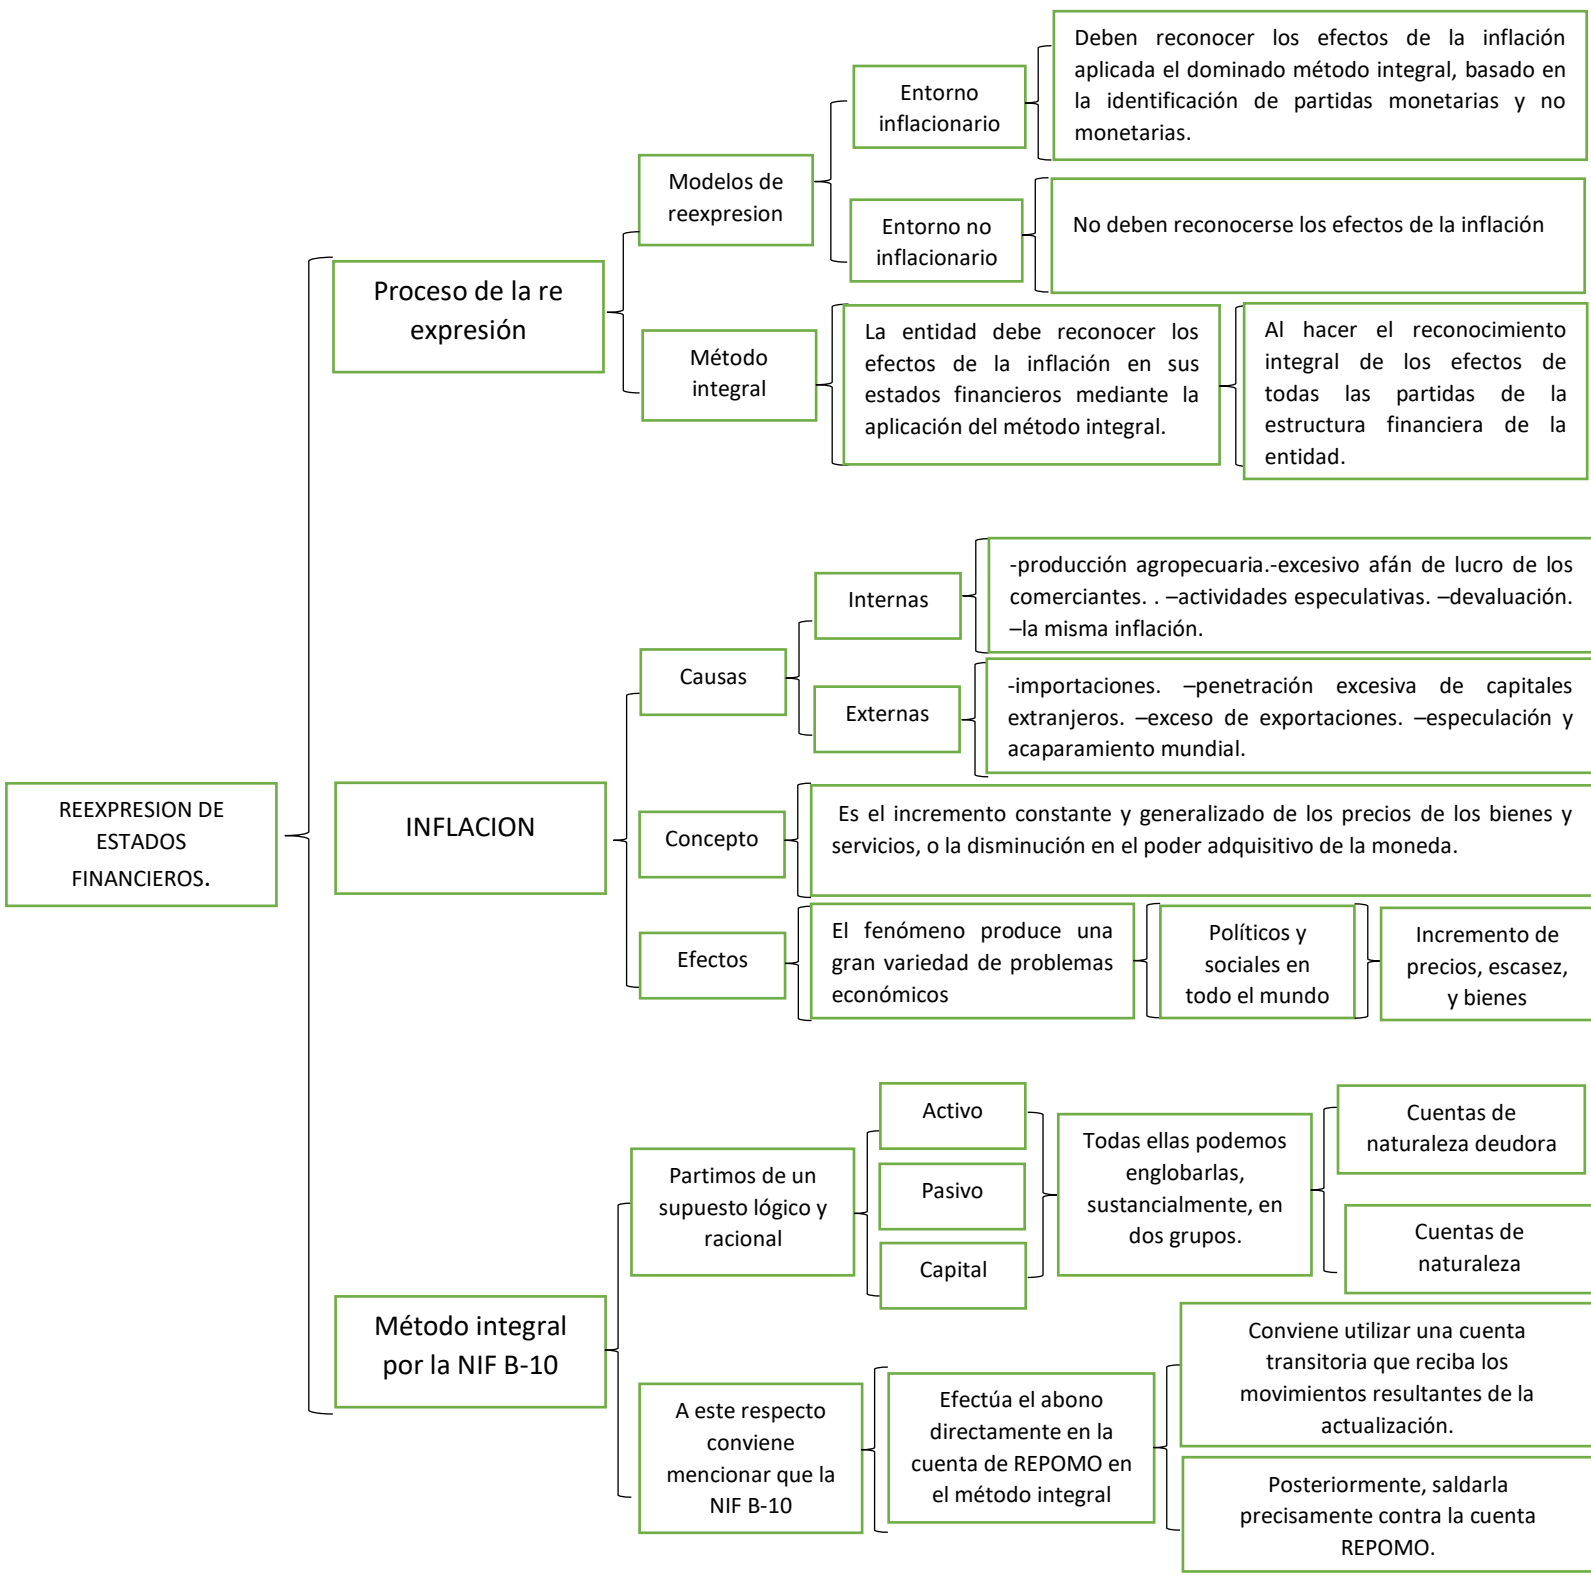 REEXPRESION DE
ESTADOS
FINANCIEROS.
Proceso de la re
expresión
Modelos de
reexpresion
Entorno
inflacionario
Deben reconocer los efectos de la inflación
aplicada el dominado método integral, basado en
la identificación de partidas monetarias y no
monetarias.
Entorno no
inflacionario
No deben reconocerse los efectos de la inflación
Método
integral
La entidad debe reconocer los
efectos de la inflación en sus
estados financieros mediante la
aplicación del método integral.
Al hacer el reconocimiento
integral de los efectos de
todas las partidas de la
estructura financiera de la
entidad.
INFLACION
Causas
Internas
-producción agropecuaria.-excesivo afán de lucro de los
comerciantes. . –actividades especulativas. –devaluación.
–la misma inflación.
Externas
-importaciones. –penetración excesiva de capitales
extranjeros. –exceso de exportaciones. –especulación y
acaparamiento mundial.
Concepto
Es el incremento constante y generalizado de los precios de los bienes y
servicios, o la disminución en el poder adquisitivo de la moneda.
Efectos
El fenómeno produce una
gran variedad de problemas
económicos
Políticos y
sociales en
todo el mundo
Incremento de
precios, escasez,
y bienes
Método integral
por la NIF B-10
Partimos de un
supuesto lógico y
racional
Activo
Pasivo
Capital
Todas ellas podemos
englobarlas,
sustancialmente, en
dos grupos.
Cuentas de
naturaleza deudora
Cuentas de
naturaleza
A este respecto
conviene
mencionar que la
NIF B-10
Efectúa el abono
directamente en la
cuenta de REPOMO en
el método integral
Conviene utilizar una cuenta
transitoria que reciba los
movimientos resultantes de la
actualización.
Posteriormente, saldarla
precisamente contra la cuenta
REPOMO.